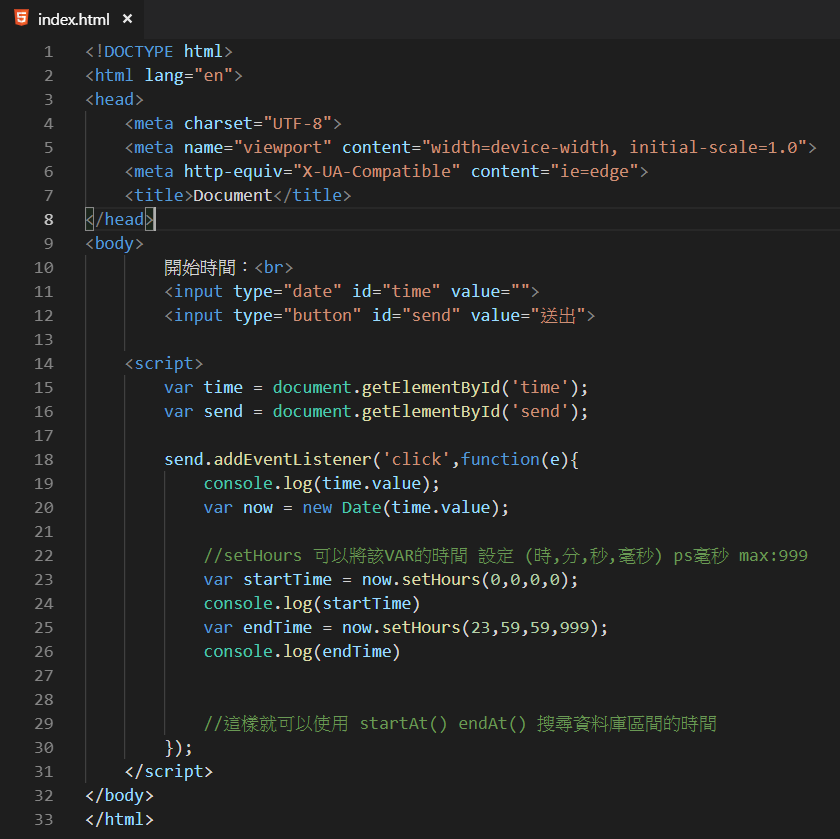 index.html ×
1 <!DOCTYPE html>
2 <html lang="en">
3 <head>
4 <meta charset="UTF-8">
5 <meta name="viewport" content="width=device-width, initial-scale=1.0">
6 <meta http-equiv="X-UA-Compatible" content="ie=edge">
7 <title>Document</title>
8 </head>
9 <body>
10 開始時間：<br>
11 <input type="date" id="time" value="">
12 <input type="button" id="send" value="送出">
13
14 <script>
15 var time = document.getElementById('time');
16 var send = document.getElementById('send');
17
18 send.addEventListener('click',function(e){
19 console.log(time.value);
20 var now = new Date(time.value);
21
22 //setHours 可以將該VAR的時間 設定 (時,分,秒,毫秒) ps毫秒 max:999
23 var startTime = now.setHours(0,0,0,0);
24 console.log(startTime)
25 var endTime = now.setHours(23,59,59,999);
26 console.log(endTime)
27
28
29 //這樣就可以使用 startAt() endAt() 搜尋資料庫區間的時間
30 });
31 </script>
32 </body>
33 </html>